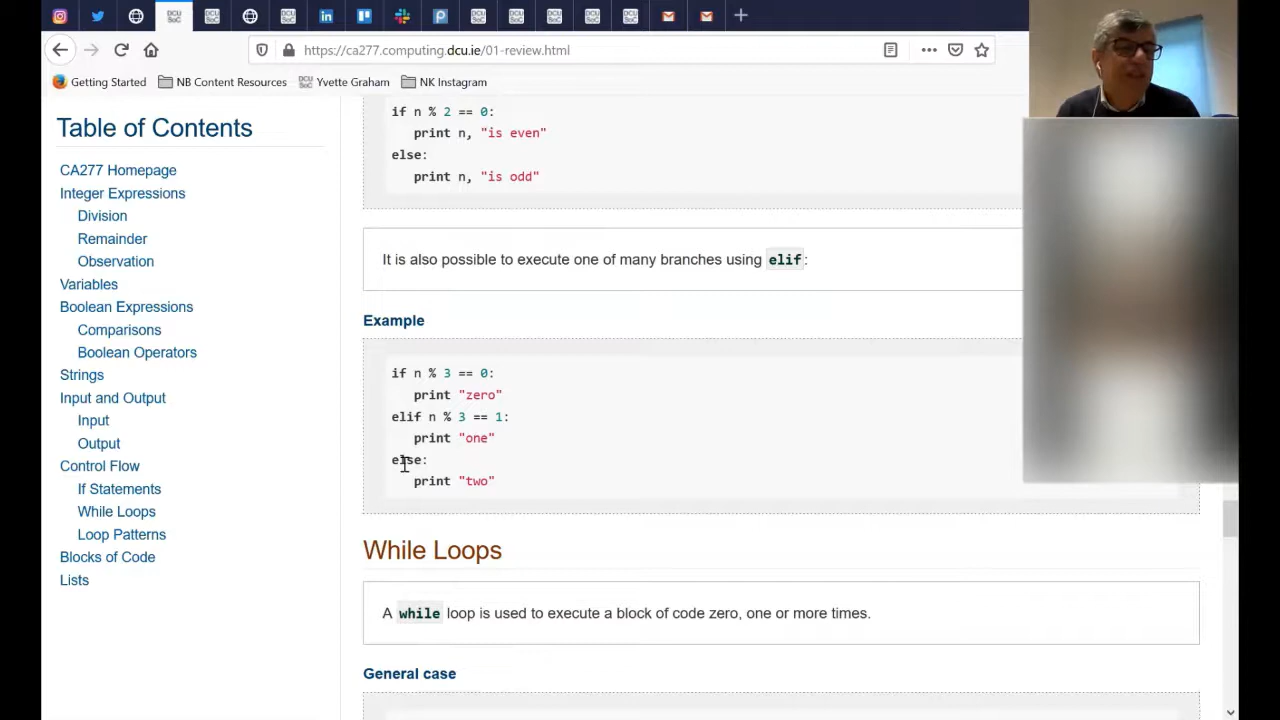 https://ca277.computing.dcu.ie/01-review.html
Getting Started NB Content Resources Yvette Graham NK Instagram
Table of Contents
CA277 Homepage
Integer Expressions
Division
Remainder
Observation
Variables
Boolean Expressions
Comparisons
Boolean Operators
Strings
Input and Output
Input
Output
Control Flow
If Statements
While Loops
Loop Patterns
Blocks of Code
Lists
if n % 2 == 0:
print n, "is even"
else:
print n, "is odd"
It is also possible to execute one of many branches using elif:
Example
if n % 3 == 0:
print "zero"
elif n % 3 == 1:
print "one"
else:
print "two"
While Loops
A while loop is used to execute a block of code zero, one or more times.
General case